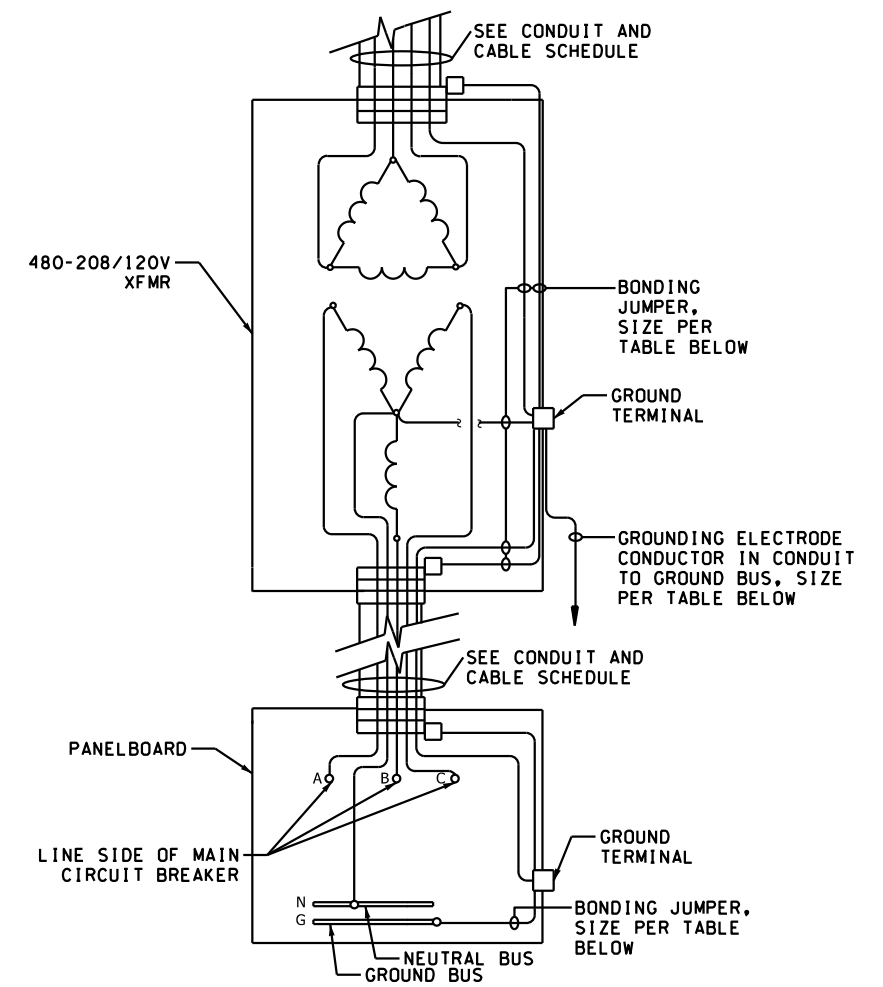 SEE CONDUIT AND
CABLE SCHEDULE
480-208/120V
XFMR
BONDING
JUMPER,
SIZE PER
TABLE BELOW
GROUND
TERMINAL
GROUNDING ELECTRODE
CONDUCTOR IN CONDUIT
TO GROUND BUS, SIZE
PER TABLE BELOW
SEE CONDUIT AND
CABLE SCHEDULE
PANELBOARD
A B C
LINE SIDE OF MAIN
CIRCUIT BREAKER
GROUND
TERMINAL
N
G
BONDING JUMPER,
SIZE PER TABLE
BELOW
NEUTRAL BUS
GROUND BUS